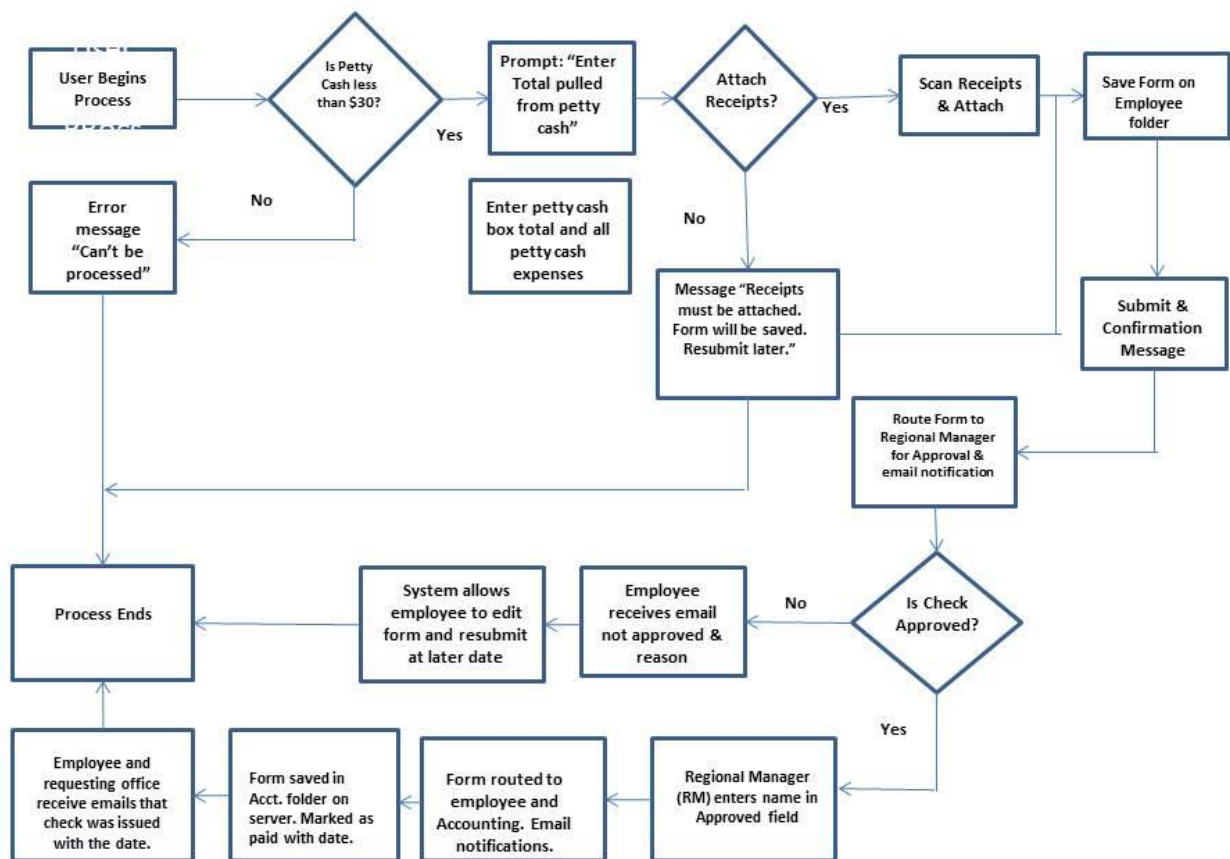 User Begins
Process
Is Petty
Cash less
than $30?
Yes
No
Prompt: “Enter
Total pulled
from petty
cash”
Attach
Receipts?
Yes
No
Scan Receipts
& Attach
Save Form on
Employee
folder
Error
message
“Can’t be
processed”
Enter petty cash
box total and all
petty cash
expenses
Message “Receipts
must be attached.
Form will be saved.
Resubmit later.”
Submit &
Confirmation
Message
Route Form to
Regional Manager
for Approval &
email notification
Process Ends
System allows
employee to edit
form and resubmit
at later date
Employee
receives email
not approved &
reason
No
Is Check
Approved?
Yes
Employee and
requesting office
receive emails that
check was issued
with the date.
Form saved in
Acct. folder on
server. Marked as
paid with date.
Form routed to
employee and
Accounting. Email
notifications.
Regional Manager
(RM) enters name in
Approved field